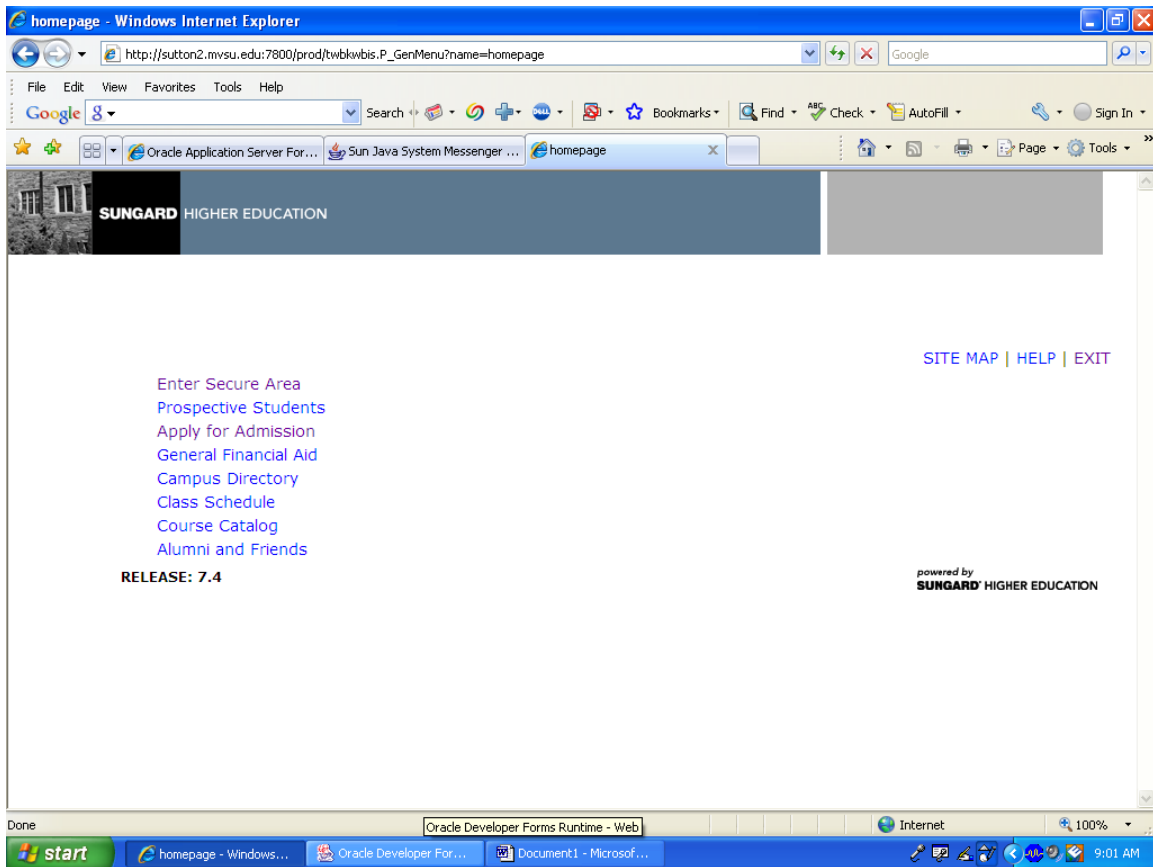 homepage - Windows Internet Explorer
http://sutton2.mvsu.edu:7800/prod/twbkwbis.P_GenMenu?name=homepage
Google
File Edit View Favorites Tools Help
Google Search Bookmarks Find ABC Check AutoFill Sign In
Oracle Application Server For... Sun Java System Messenger ... homepage Page Tools
SUNGARD HIGHER EDUCATION
SITE MAP | HELP | EXIT
Enter Secure Area
Prospective Students
Apply for Admission
General Financial Aid
Campus Directory
Class Schedule
Course Catalog
Alumni and Friends
RELEASE: 7.4
powered by
SUNGARD' HIGHER EDUCATION
Done Oracle Developer Forms Runtime - Web Internet 100%
start homepage - Windows... Oracle Developer For... Document1 - Microsof... 9:01 AM